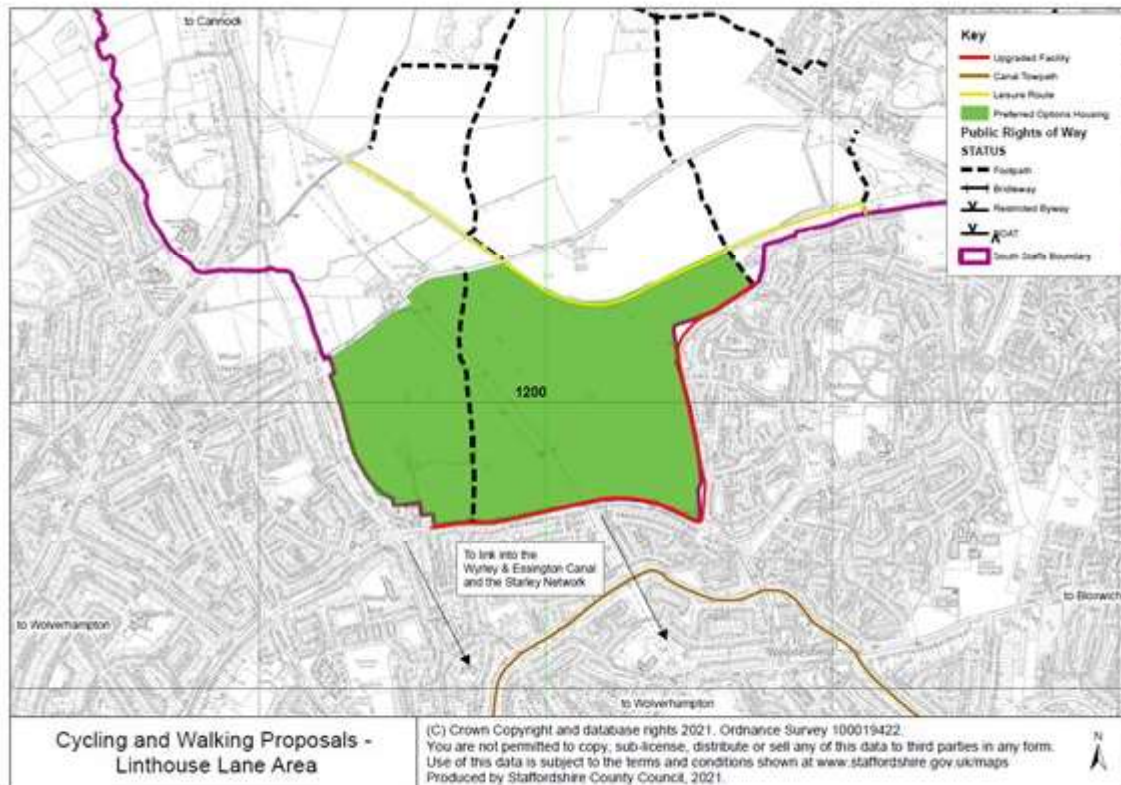 to Cannock
Key
Upgraded Facility
Canal Towpath
Leisure Route
Preferred Options Housing
Public Rights of Way
STATUS
Footpath
Bridleway
Restricted Byway
BOAT
South Staffs Boundary
1200
To link into the
Wyrley & Essington Canal
and the Starley Network
to Bloxwich
to Wolverhampton
to Wolverhampton
Cycling and Walking Proposals -
Linthouse Lane Area
(C) Crown Copyright and database rights 2021. Ordnance Survey 100019422.
You are not permitted to copy, sub-license, distribute or sell any of this data to third parties in any form.
Use of this data is subject to the terms and conditions shown at www.staffordshire.gov.uk/maps
Produced by Staffordshire County Council, 2021.
N